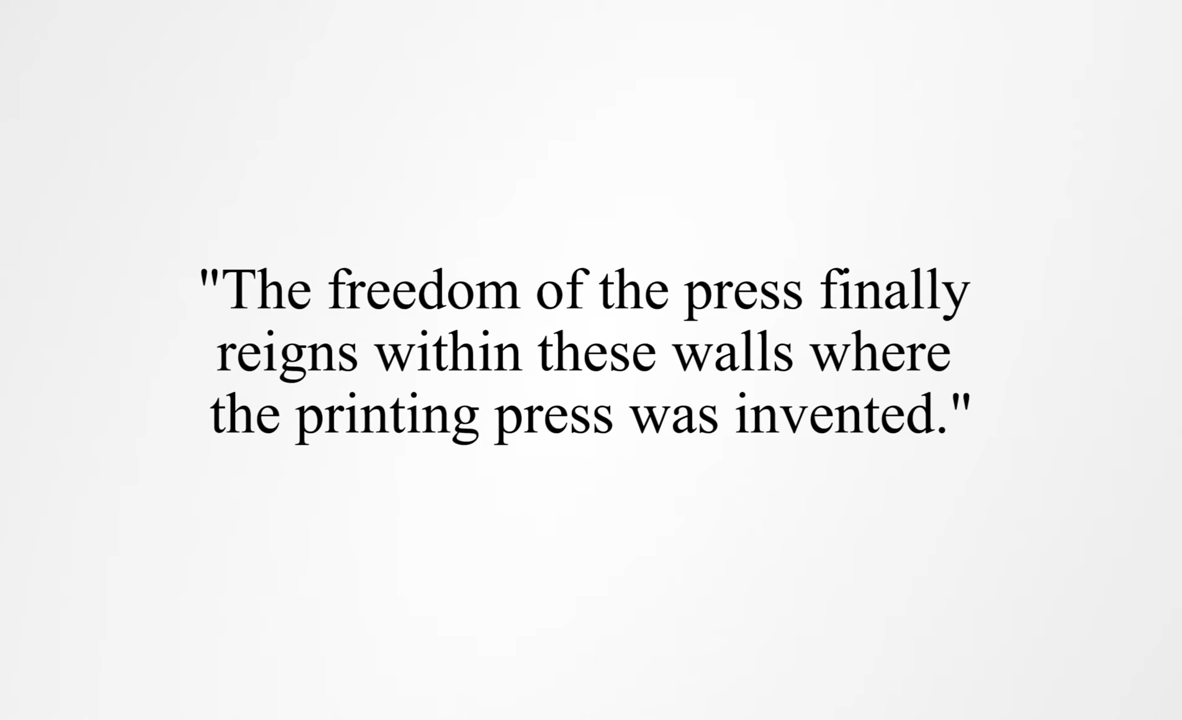 "The freedom of the press finally
reigns within these walls where
the printing press was invented."